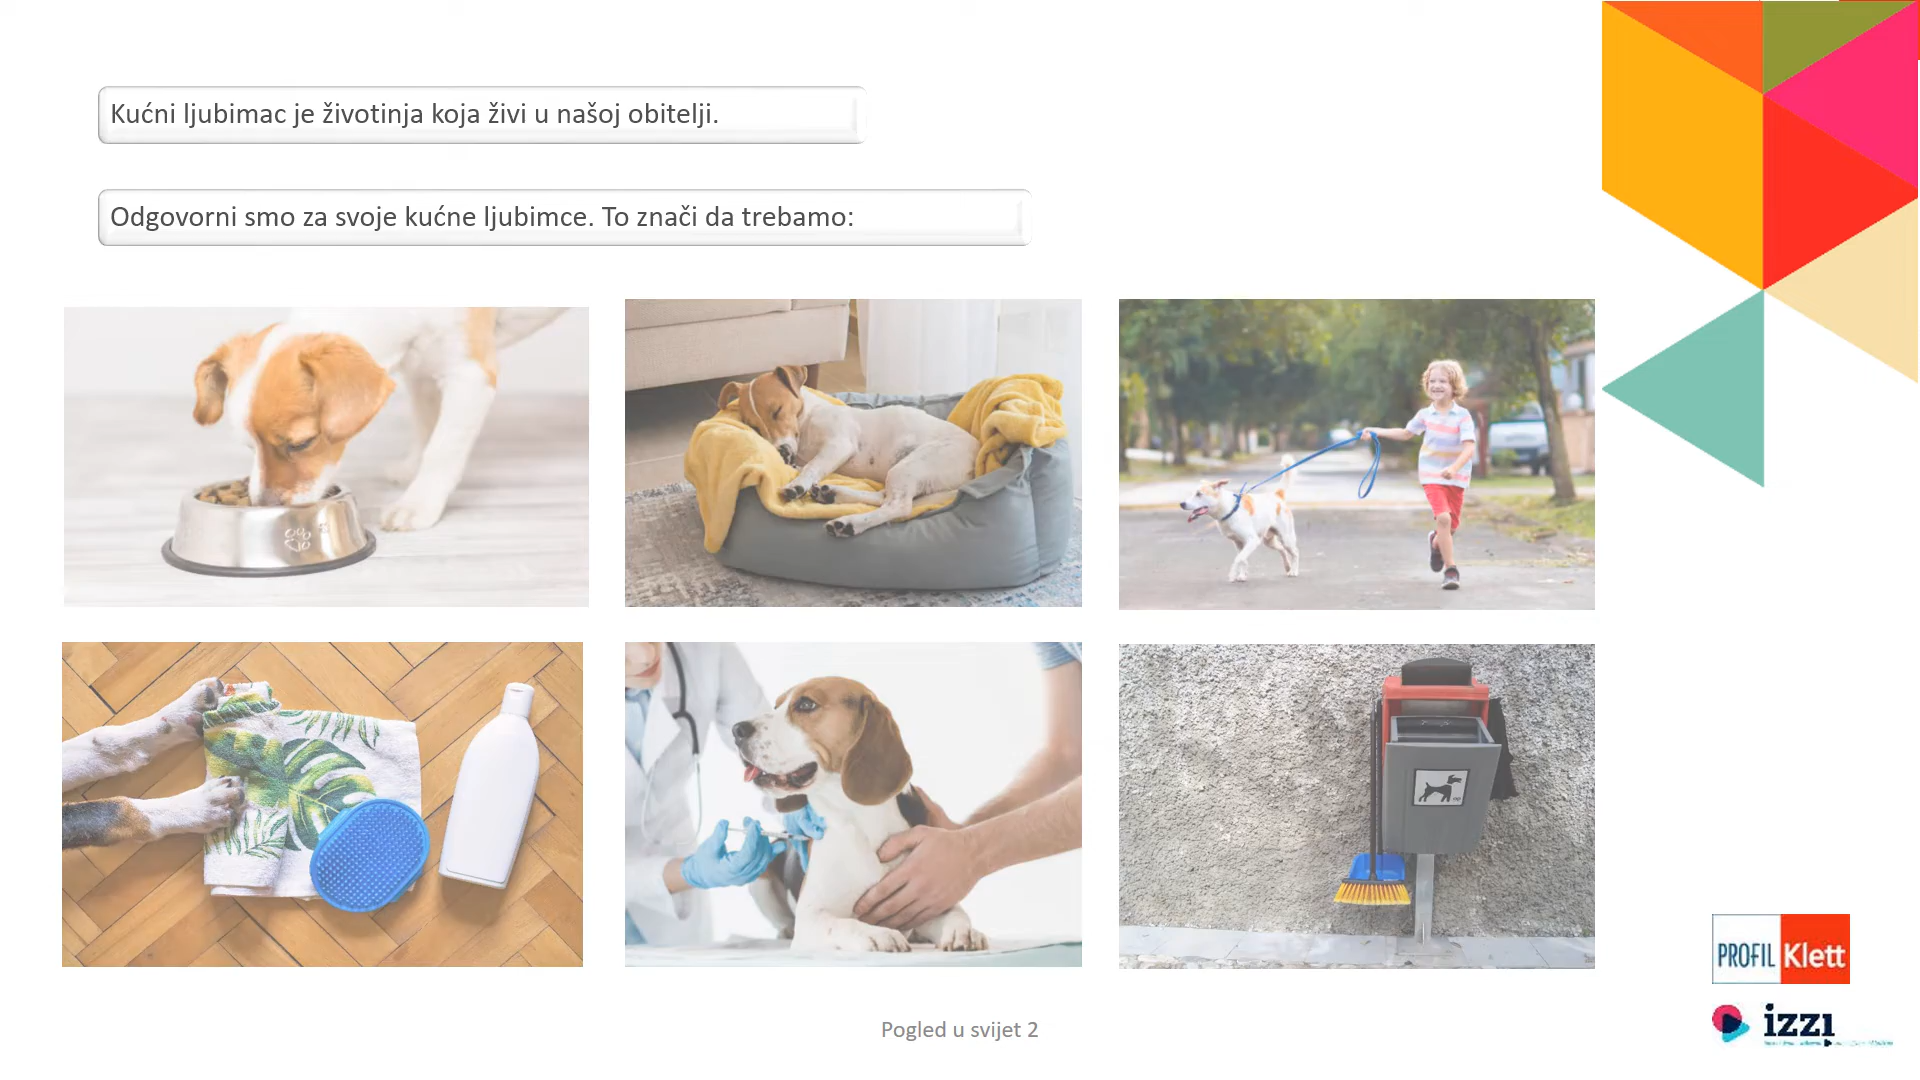 Kućni ljubimac je životinja koja živi u našoj obitelji.
Odgovorni smo za svoje kućne ljubimce. To znači da trebamo:
Pogled u svijet 2
PROFIL Klett
izzi